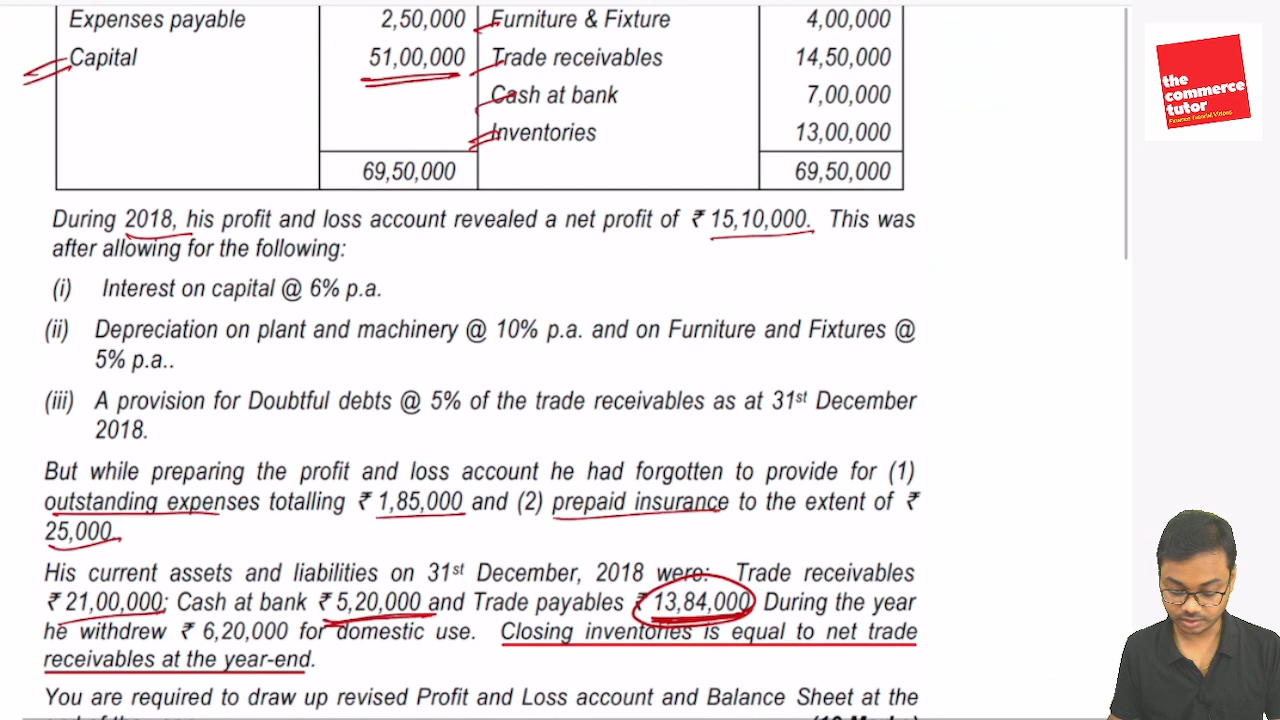 Expenses payable 2,50,000 Furniture & Fixture 4,00,000
Capital 51,00,000 Trade receivables 14,50,000
Cash at bank 7,00,000
Inventories 13,00,000
69,50,000 69,50,000
During 2018, his profit and loss account revealed a net profit of ₹ 15,10,000. This was
after allowing for the following:
(i) Interest on capital @ 6% p.a.
(ii) Depreciation on plant and machinery @ 10% p.a. and on Furniture and Fixtures @
5% p.a..
(iii) A provision for Doubtful debts @ 5% of the trade receivables as at 31st December
2018.
But while preparing the profit and loss account he had forgotten to provide for (1)
outstanding expenses totalling ₹ 1,85,000 and (2) prepaid insurance to the extent of ₹
25,000.
His current assets and liabilities on 31st December, 2018 were: Trade receivables
₹ 21,00,000; Cash at bank ₹ 5,20,000 and Trade payables ₹ 13,84,000. During the year
he withdrew ₹ 6,20,000 for domestic use. Closing inventories is equal to net trade
receivables at the year-end.
You are required to draw up revised Profit and Loss account and Balance Sheet at the
the
commerce
tutor